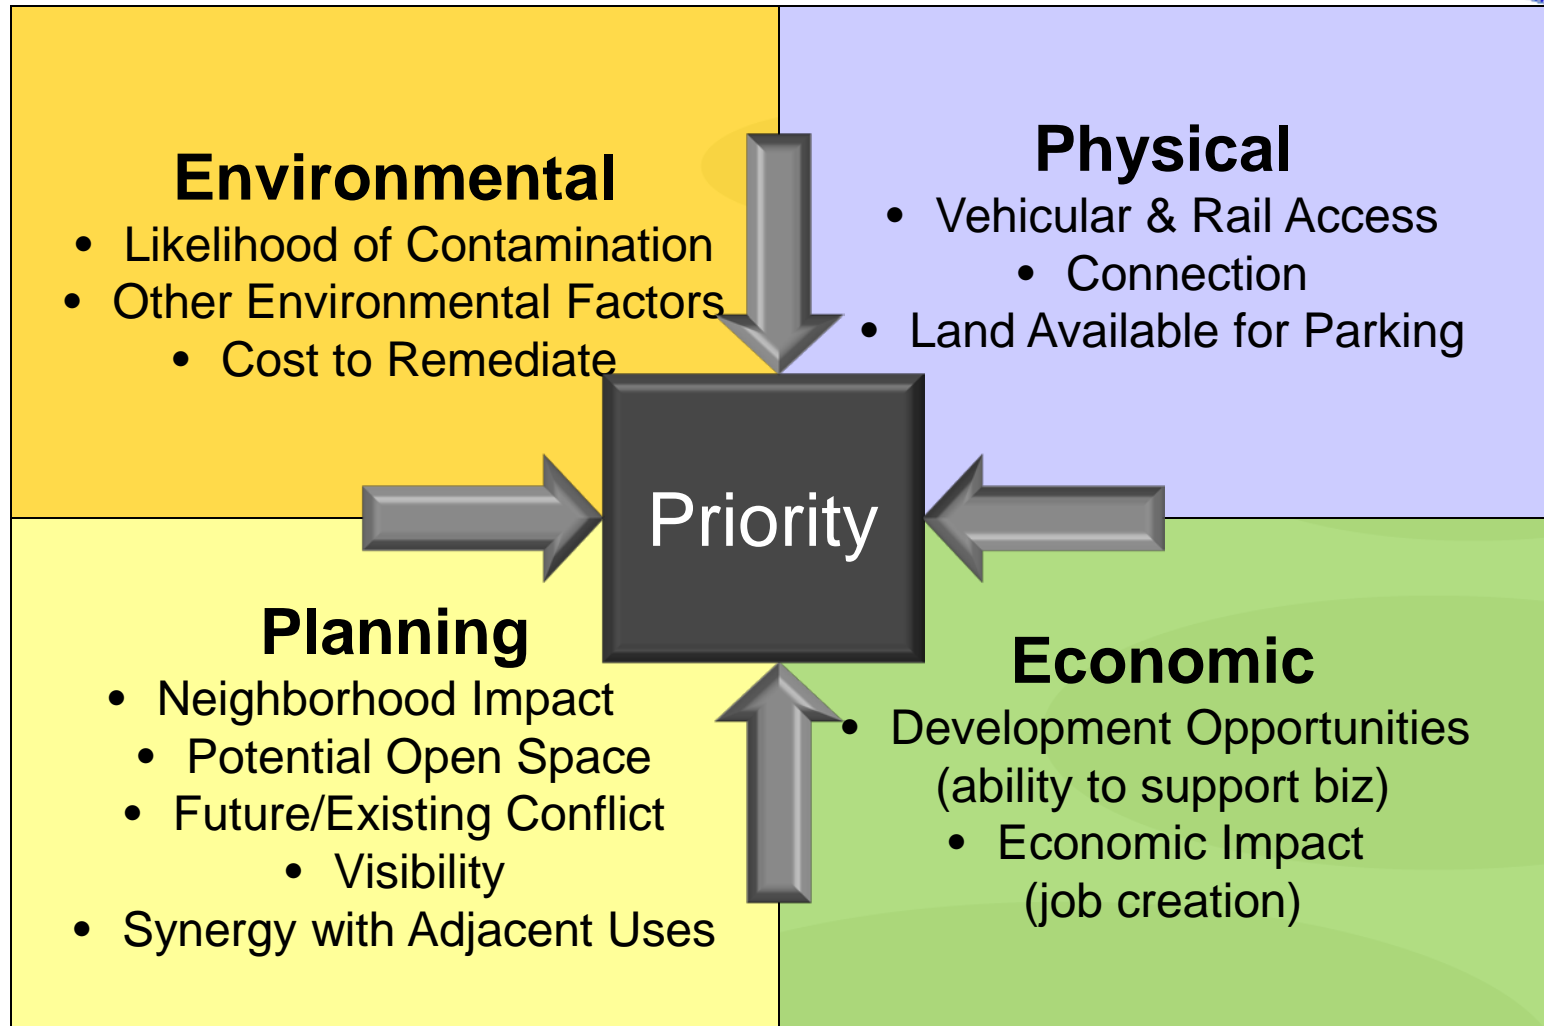 Environmental
• Likelihood of Contamination
• Other Environmental Factors
• Cost to Remediate
Physical
• Vehicular & Rail Access
• Connection
• Land Available for Parking
Priority
Planning
• Neighborhood Impact
• Potential Open Space
• Future/Existing Conflict
• Visibility
• Synergy with Adjacent Uses
Economic
• Development Opportunities
(ability to support biz)
• Economic Impact
(job creation)